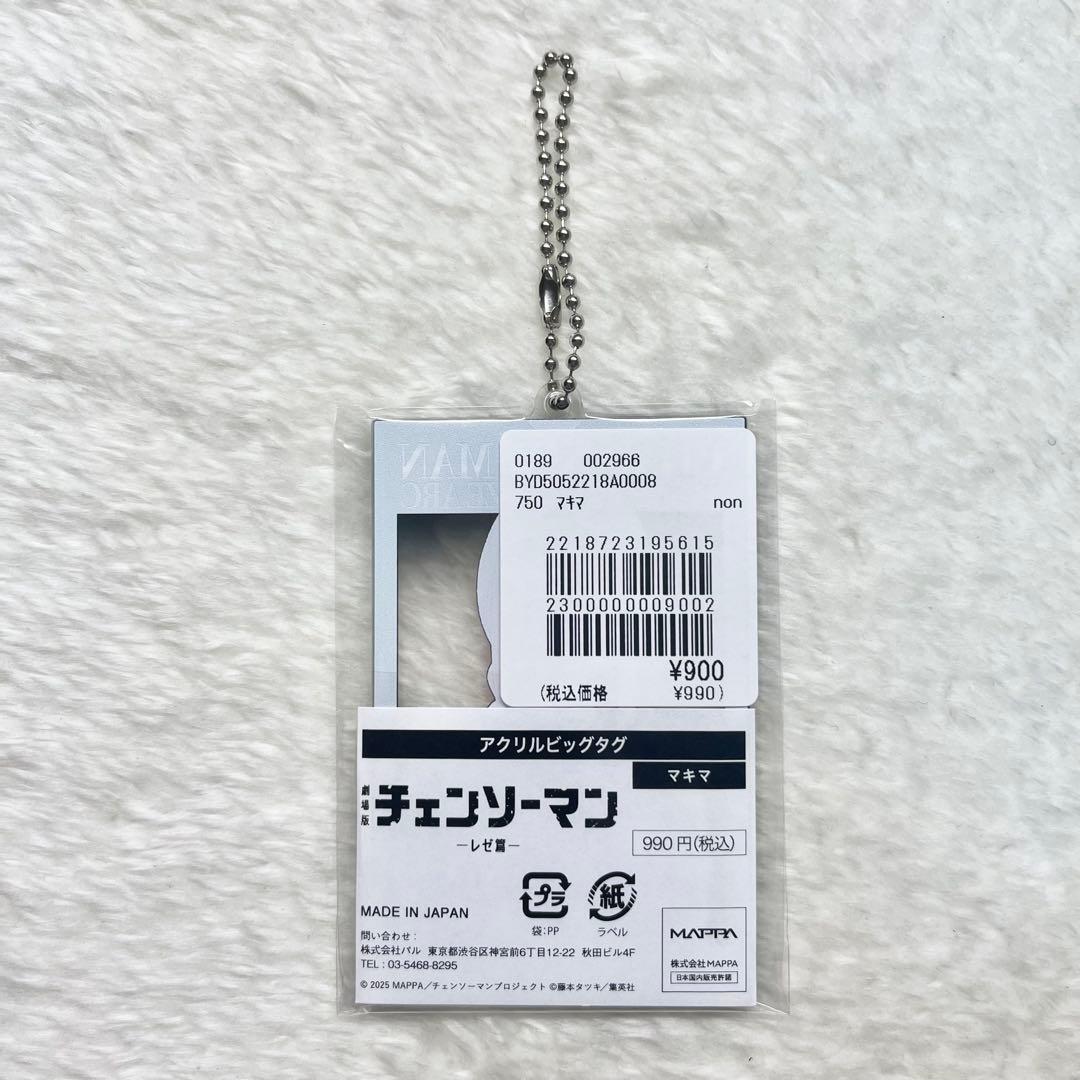 MAN
ZE ARC
0189 002966
BYD5052218A0008
750 マキマ non
2218723195615
2300000009002
¥900
(税込価格 ¥990)
アクリルビッグタグ
マキマ
劇場版 チェンソーマン
―レゼ篇―
990円(税込)
プラ
紙
袋:PP
ラベル
MADE IN JAPAN
問い合わせ:
株式会社パル 東京都渋谷区神宮前6丁目12-22 秋田ビル4F
TEL : 03-5468-8295
MAPPA
株式会社MAPPA
日本国内販売許諾
© 2025 MAPPA/チェンソーマンプロジェクト ©藤本タツキ/集英社